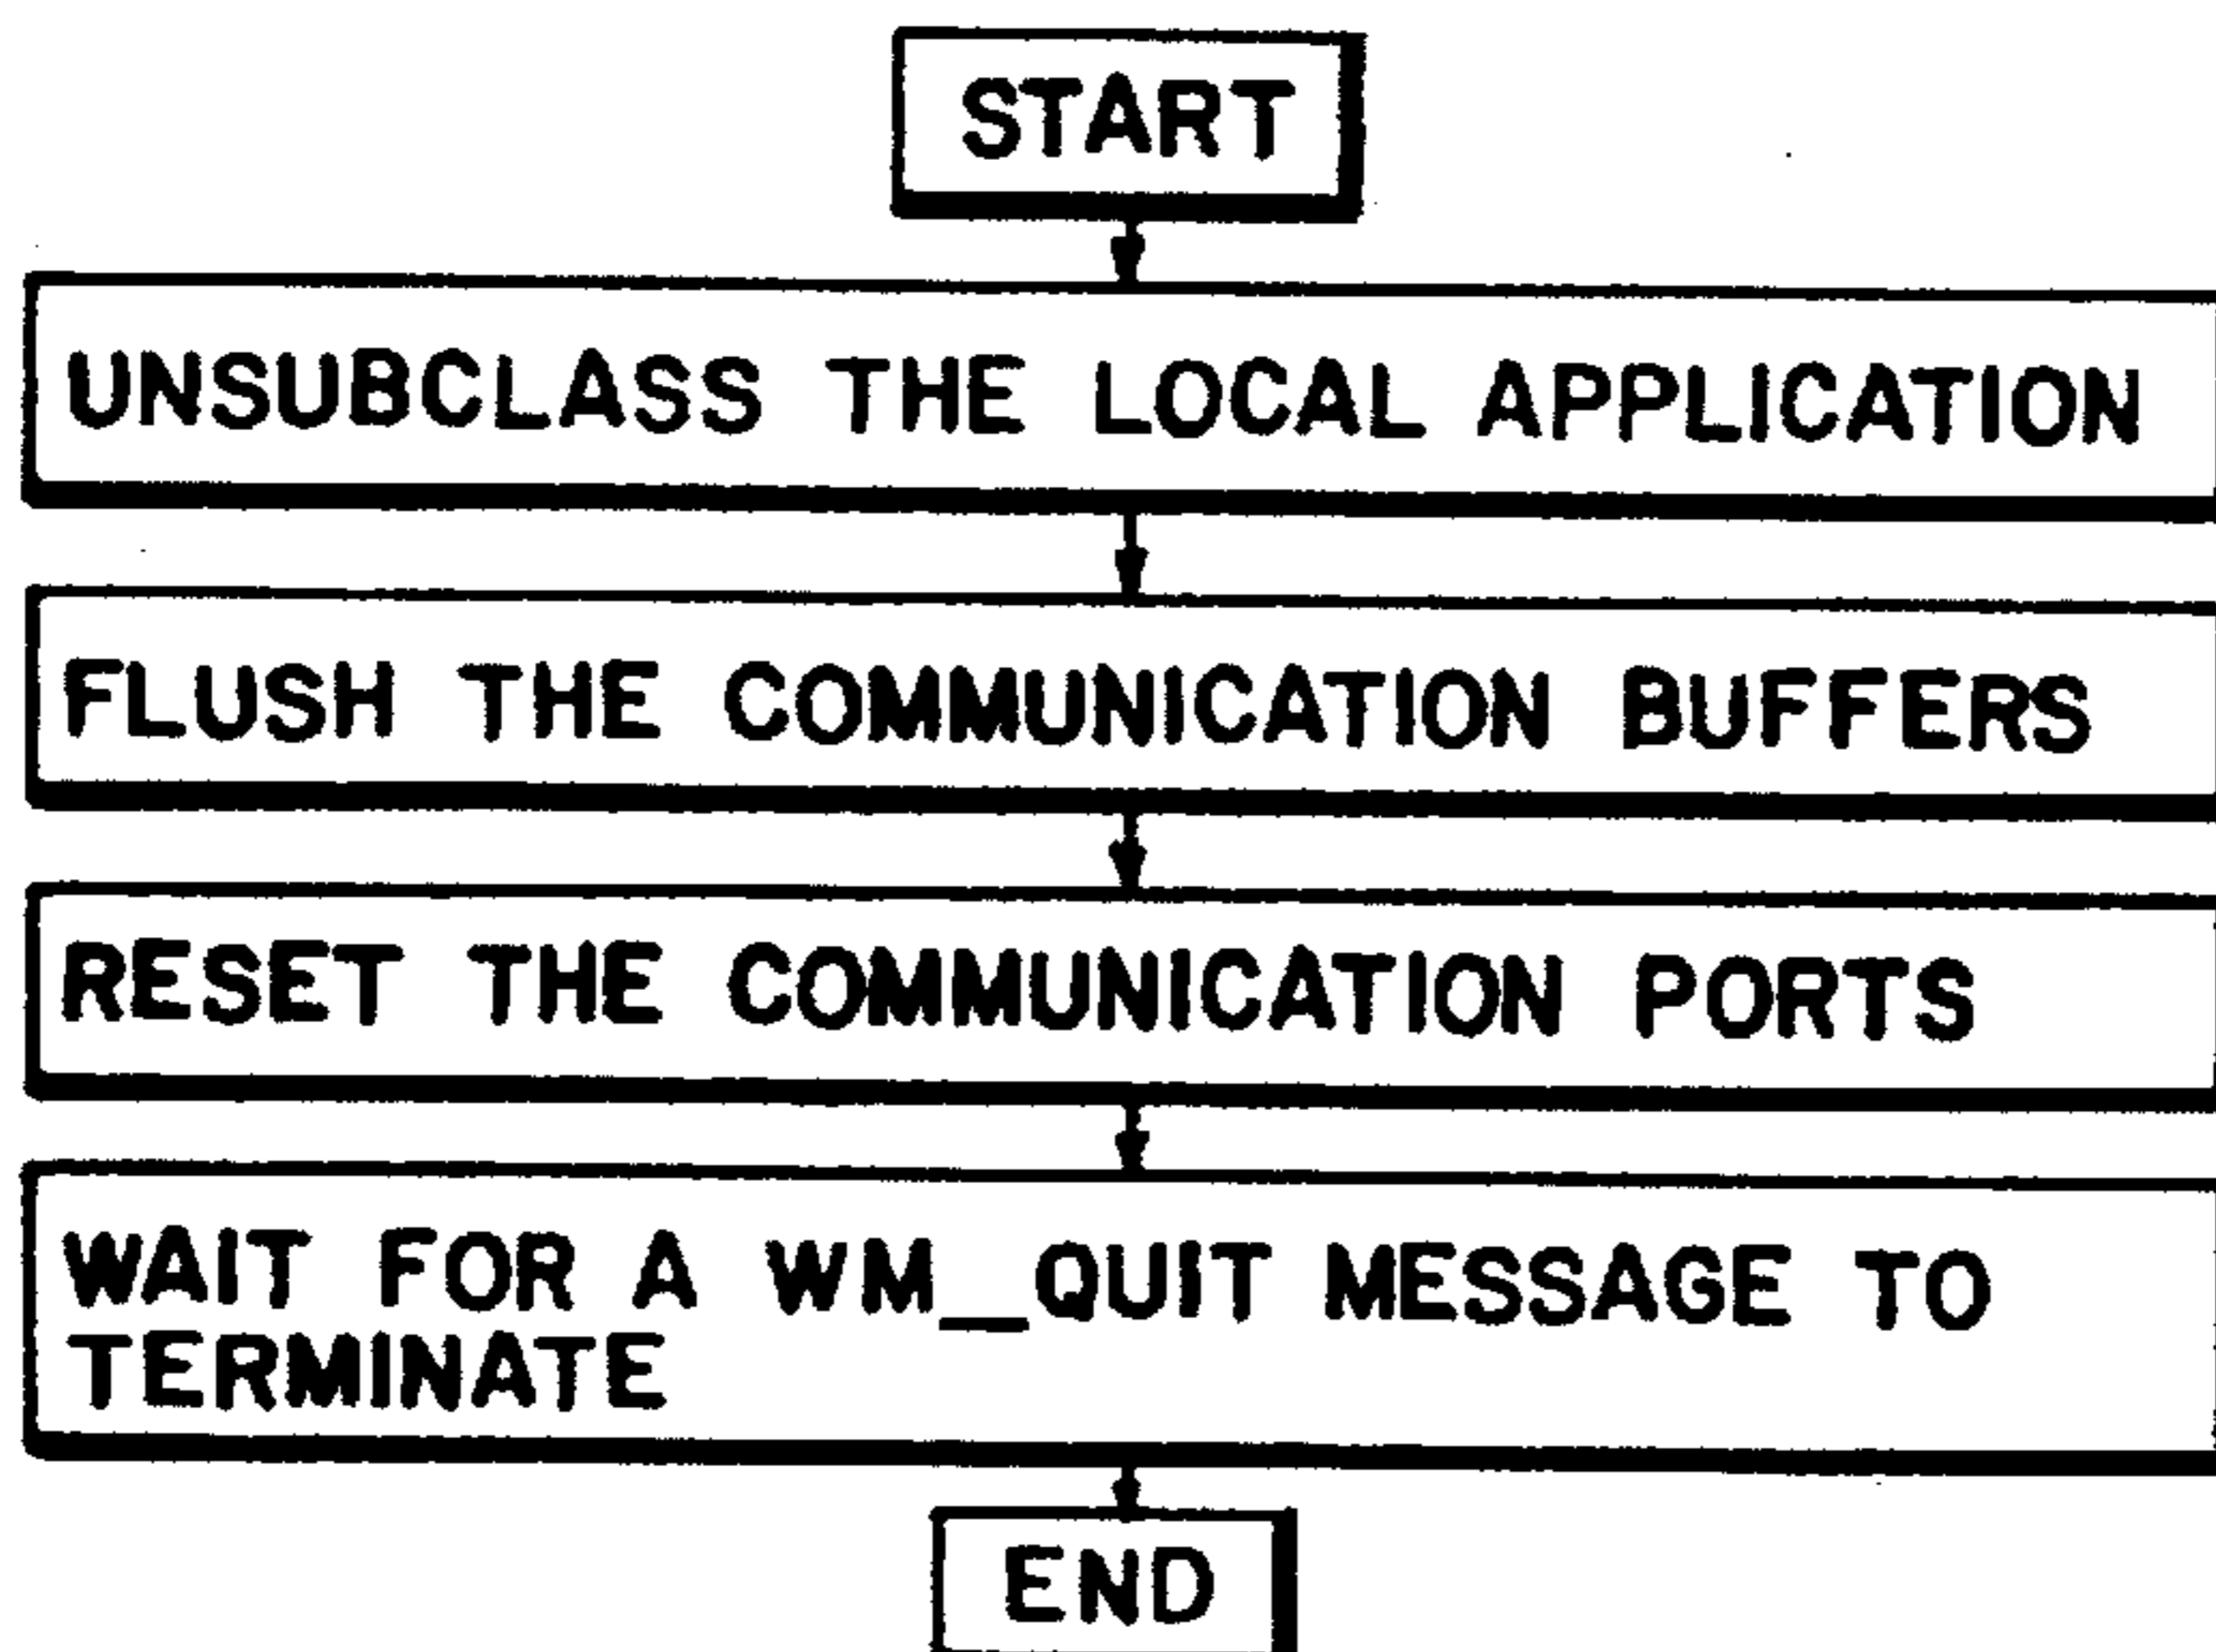 START
UNSUBCLASS THE LOCAL APPLICATION
FLUSH THE COMMUNICATION BUFFERS
RESET THE COMMUNICATION PORTS
WAIT FOR A WM_QUIT MESSAGE TO
TERMINATE
END